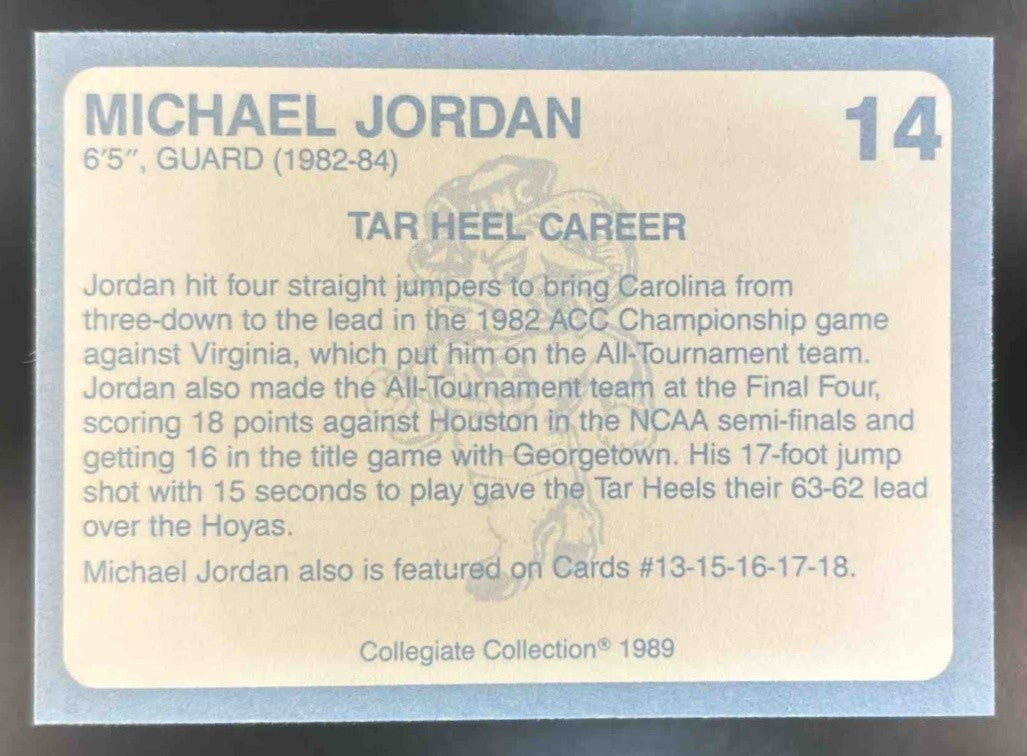 MICHAEL JORDAN
14
6'5", GUARD (1982-84)
UNC
TAR HEEL CAREER
Jordan hit four straight jumpers to bring Carolina from
three-down to the lead in the 1982 ACC Championship game
against Virginia, which put him on the All-Tournament team.
Jordan also made the All-Tournament team at the Final Four,
scoring 18 points against Houston in the NCAA semi-finals and
getting 16 in the title game with Georgetown. His 17-foot jump
shot with 15 seconds to play gave the Tar Heels their 63-62 lead
over the Hoyas.
Michael Jordan also is featured on Cards #13-15-16-17-18.
Collegiate Collection® 1989